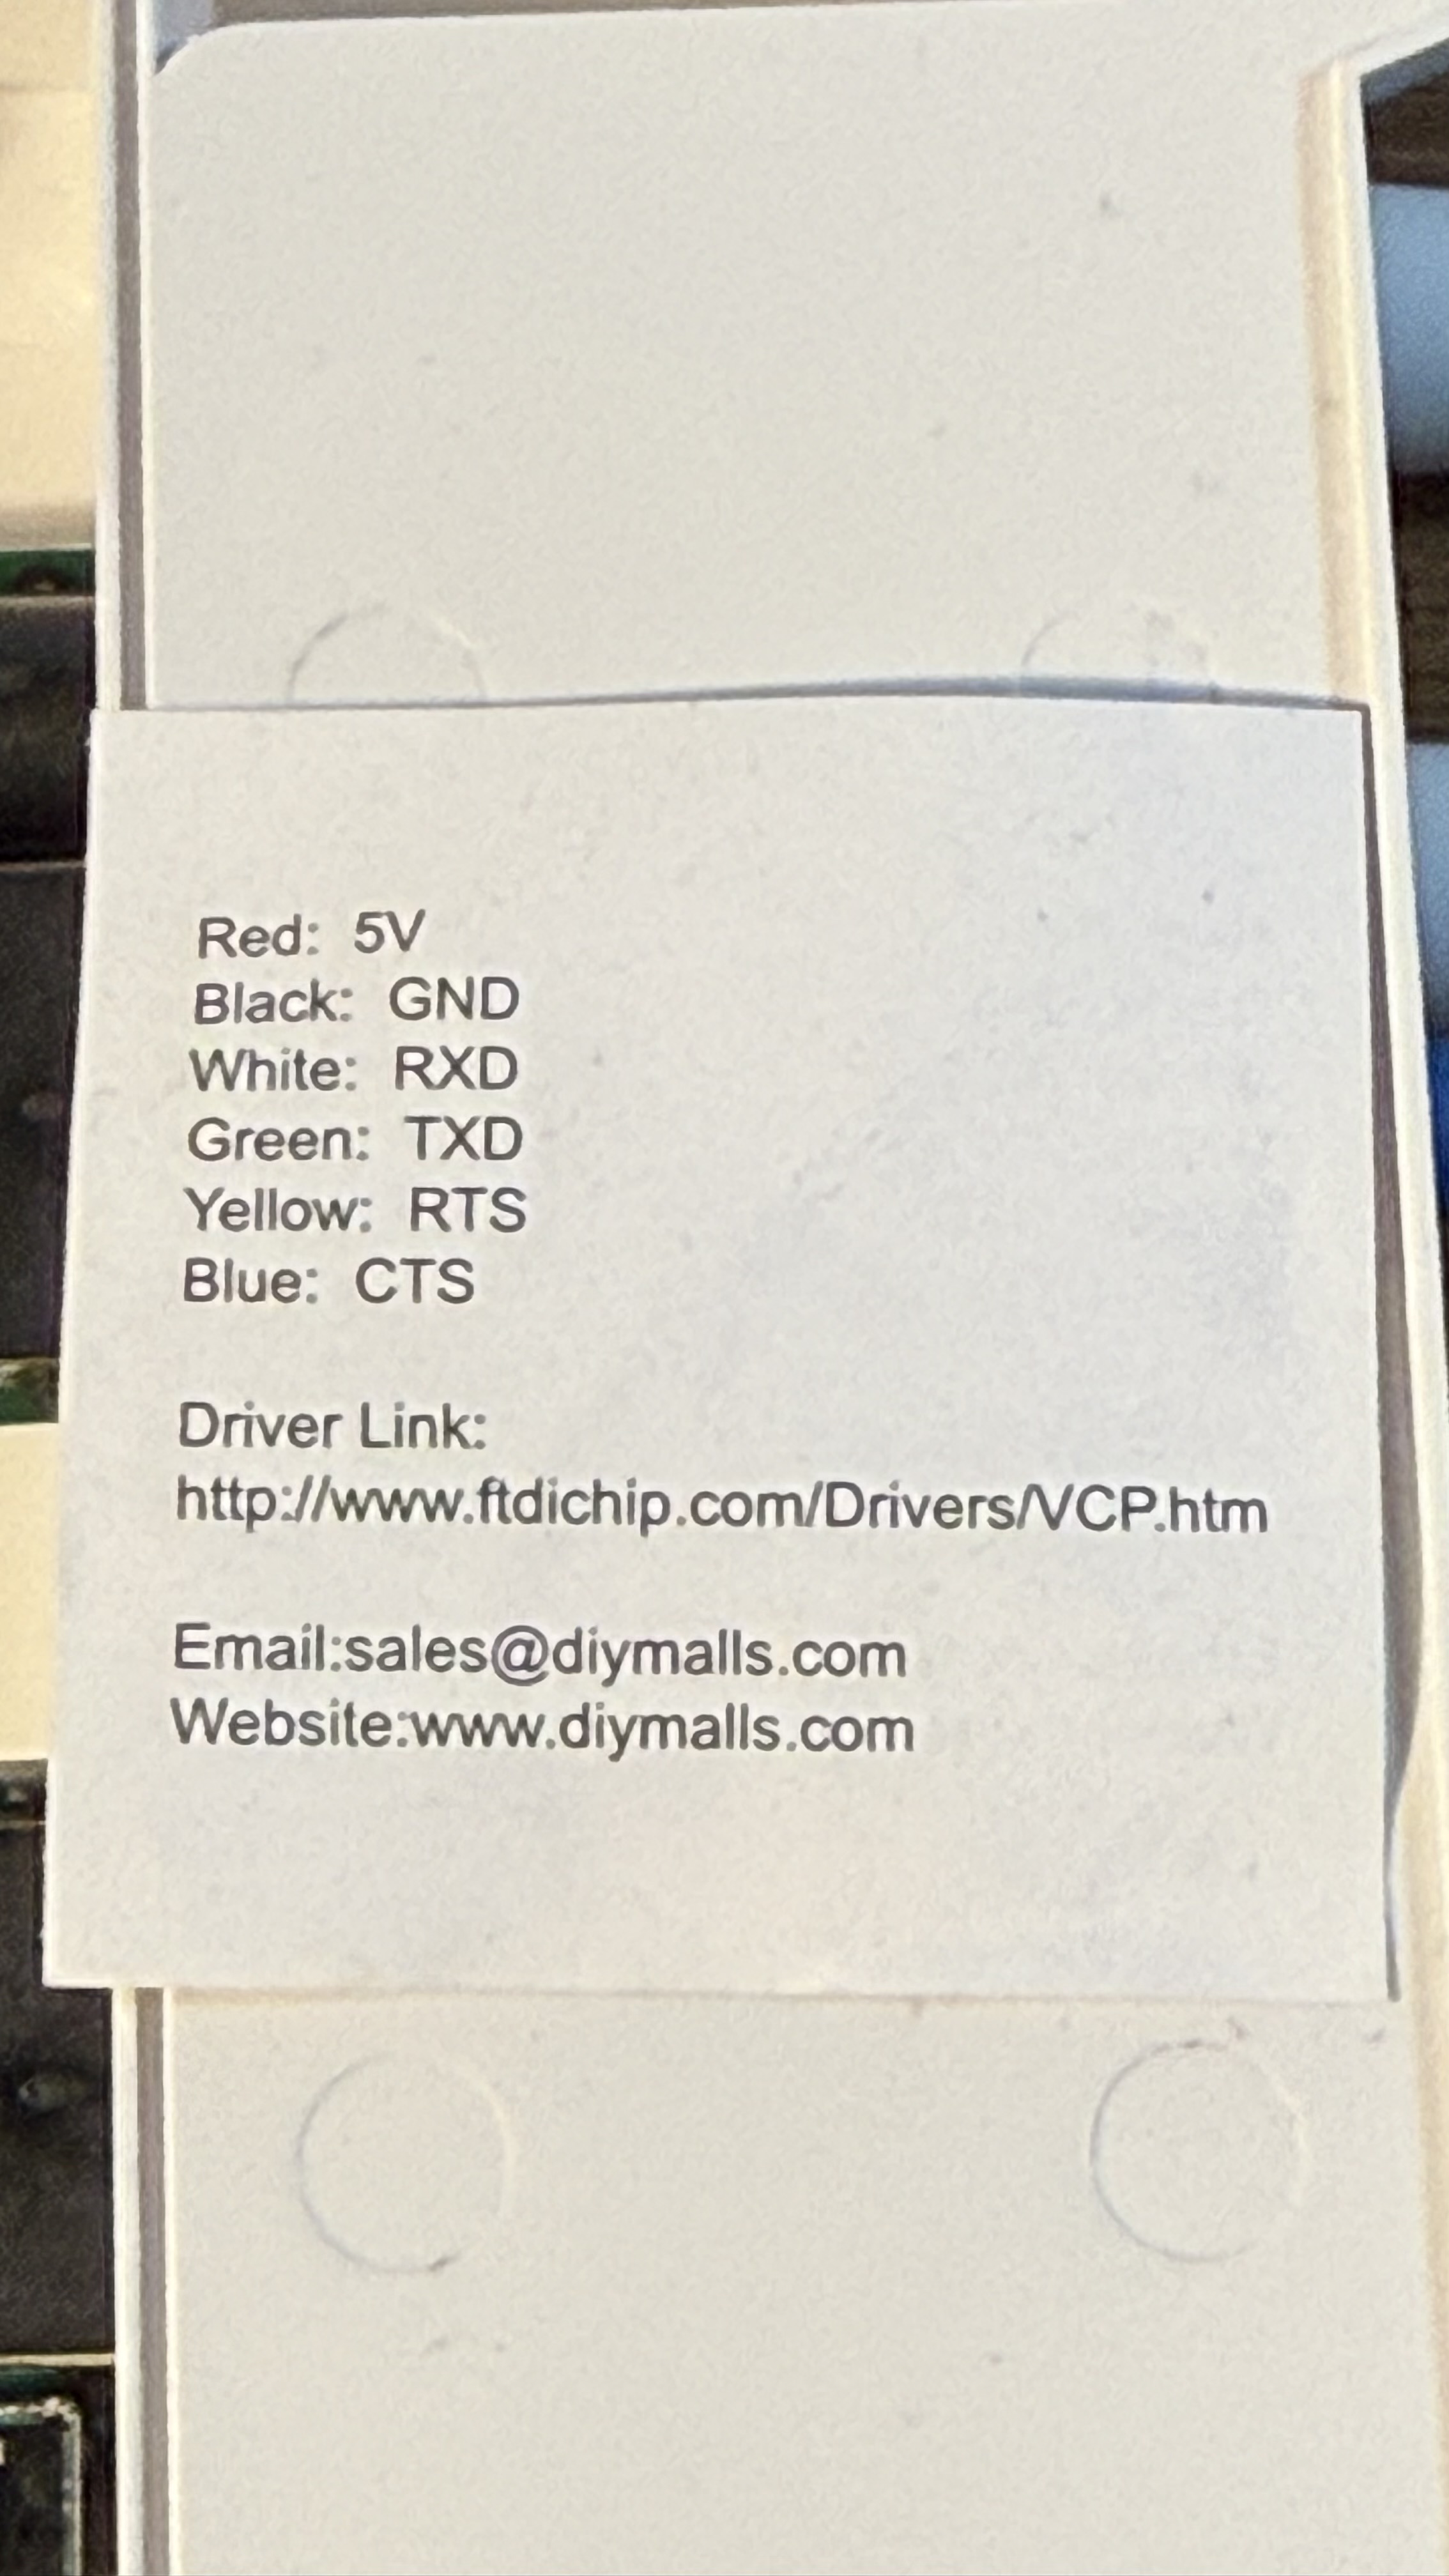 Red: 5V
Black: GND
White: RXD
Green: TXD
Yellow: RTS
Blue: CTS
Driver Link:
http://www.ftdichip.com/Drivers/VCP.htm
Email:sales@diymalls.com
Website:www.diymalls.com